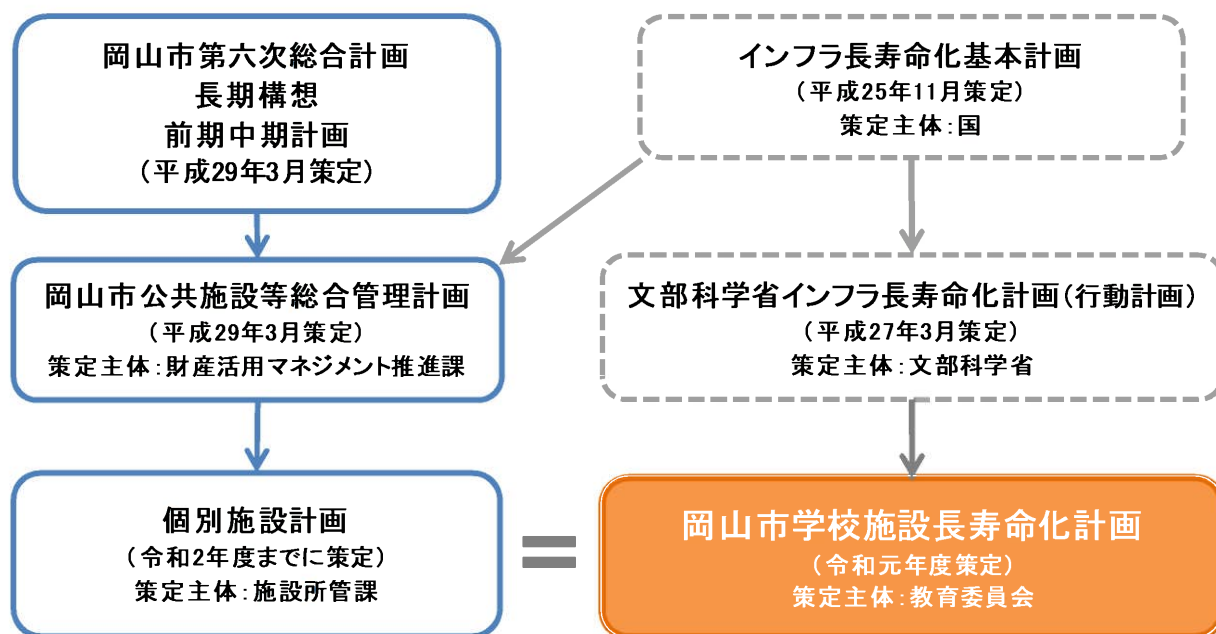 岡山市第六次総合計画
長期構想
前期中期計画
(平成29年3月策定)
インフラ長寿命化基本計画
(平成25年11月策定)
策定主体:国
岡山市公共施設等総合管理計画
(平成29年3月策定)
策定主体:財産活用マネジメント推進課
文部科学省インフラ長寿命化計画(行動計画)
(平成27年3月策定)
策定主体:文部科学省
個別施設計画
(令和2年度までに策定)
策定主体:施設所管課
=
岡山市学校施設長寿命化計画
(令和元年度策定)
策定主体:教育委員会